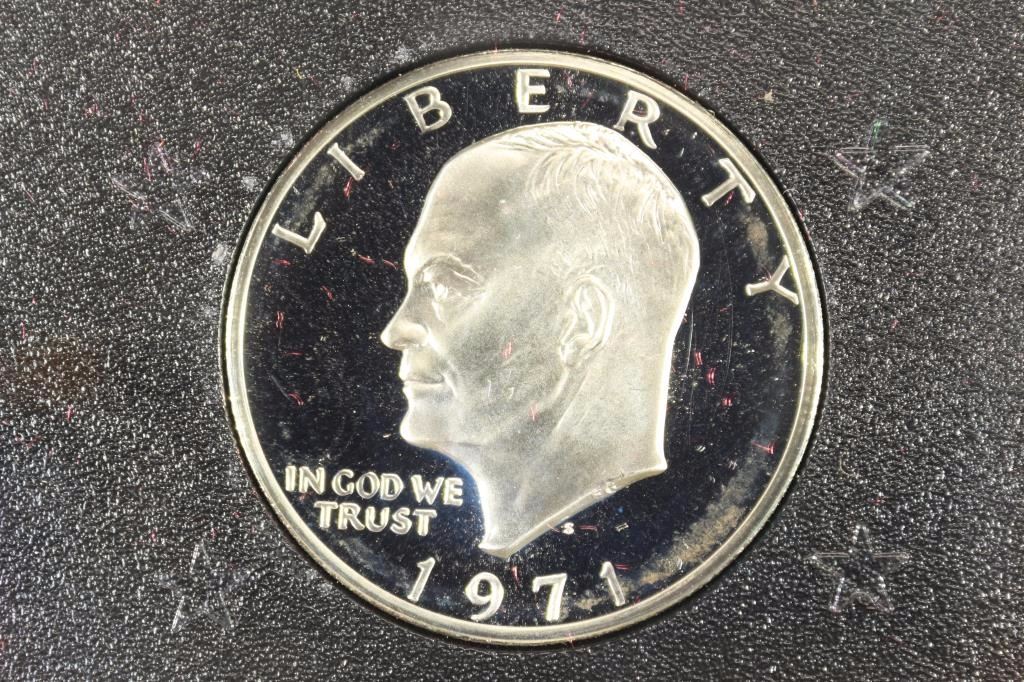 LIBERTY
IN GOD WE
TRUST
S
1971